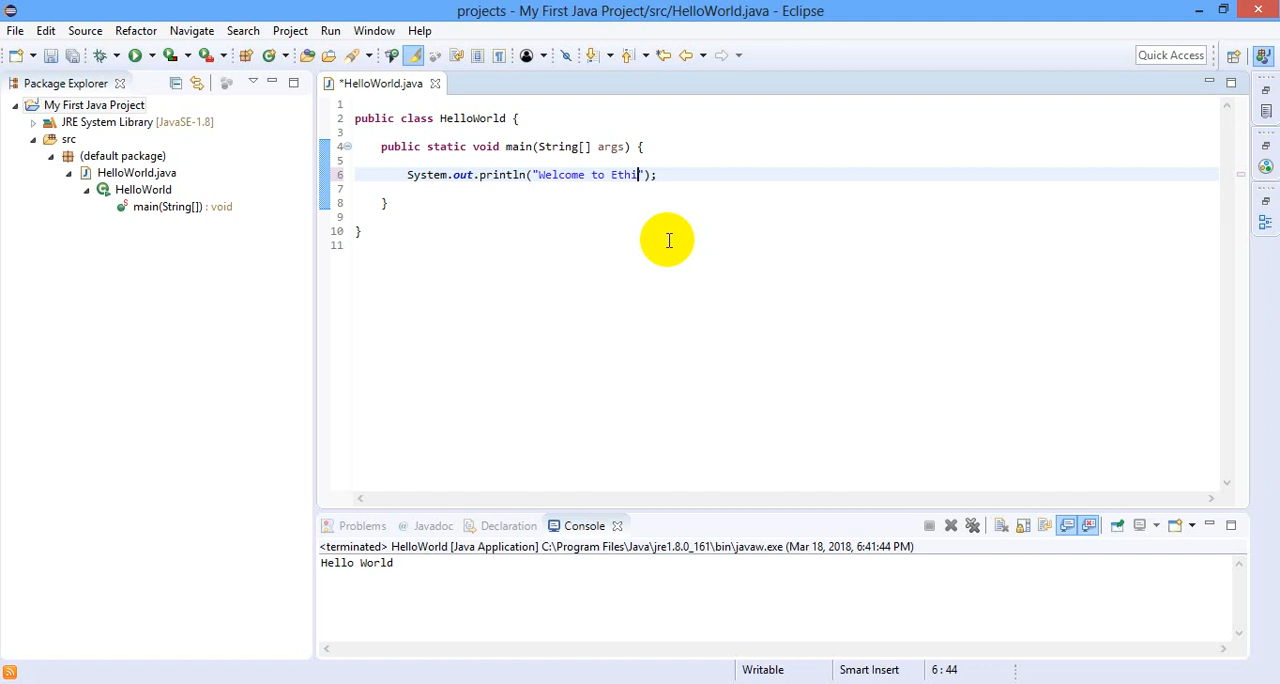 projects - My First Java Project/src/HelloWorld.java - Eclipse
File Edit Source Refactor Navigate Search Project Run Window Help
Quick Access
Package Explorer
*HelloWorld.java
My First Java Project
JRE System Library [JavaSE-1.8]
src
(default package)
HelloWorld.java
HelloWorld
main(String[]) : void
1
2 public class HelloWorld {
3
4 public static void main(String[] args) {
5
6 System.out.println("Welcome to Ethi");
7
8 }
9
10 }
11
Problems @ Javadoc Declaration Console
<terminated> HelloWorld [Java Application] C:\Program Files\Java\jre1.8.0_161\bin\javaw.exe (Mar 18, 2018, 6:41:44 PM)
Hello World
Writable Smart Insert 6 : 44